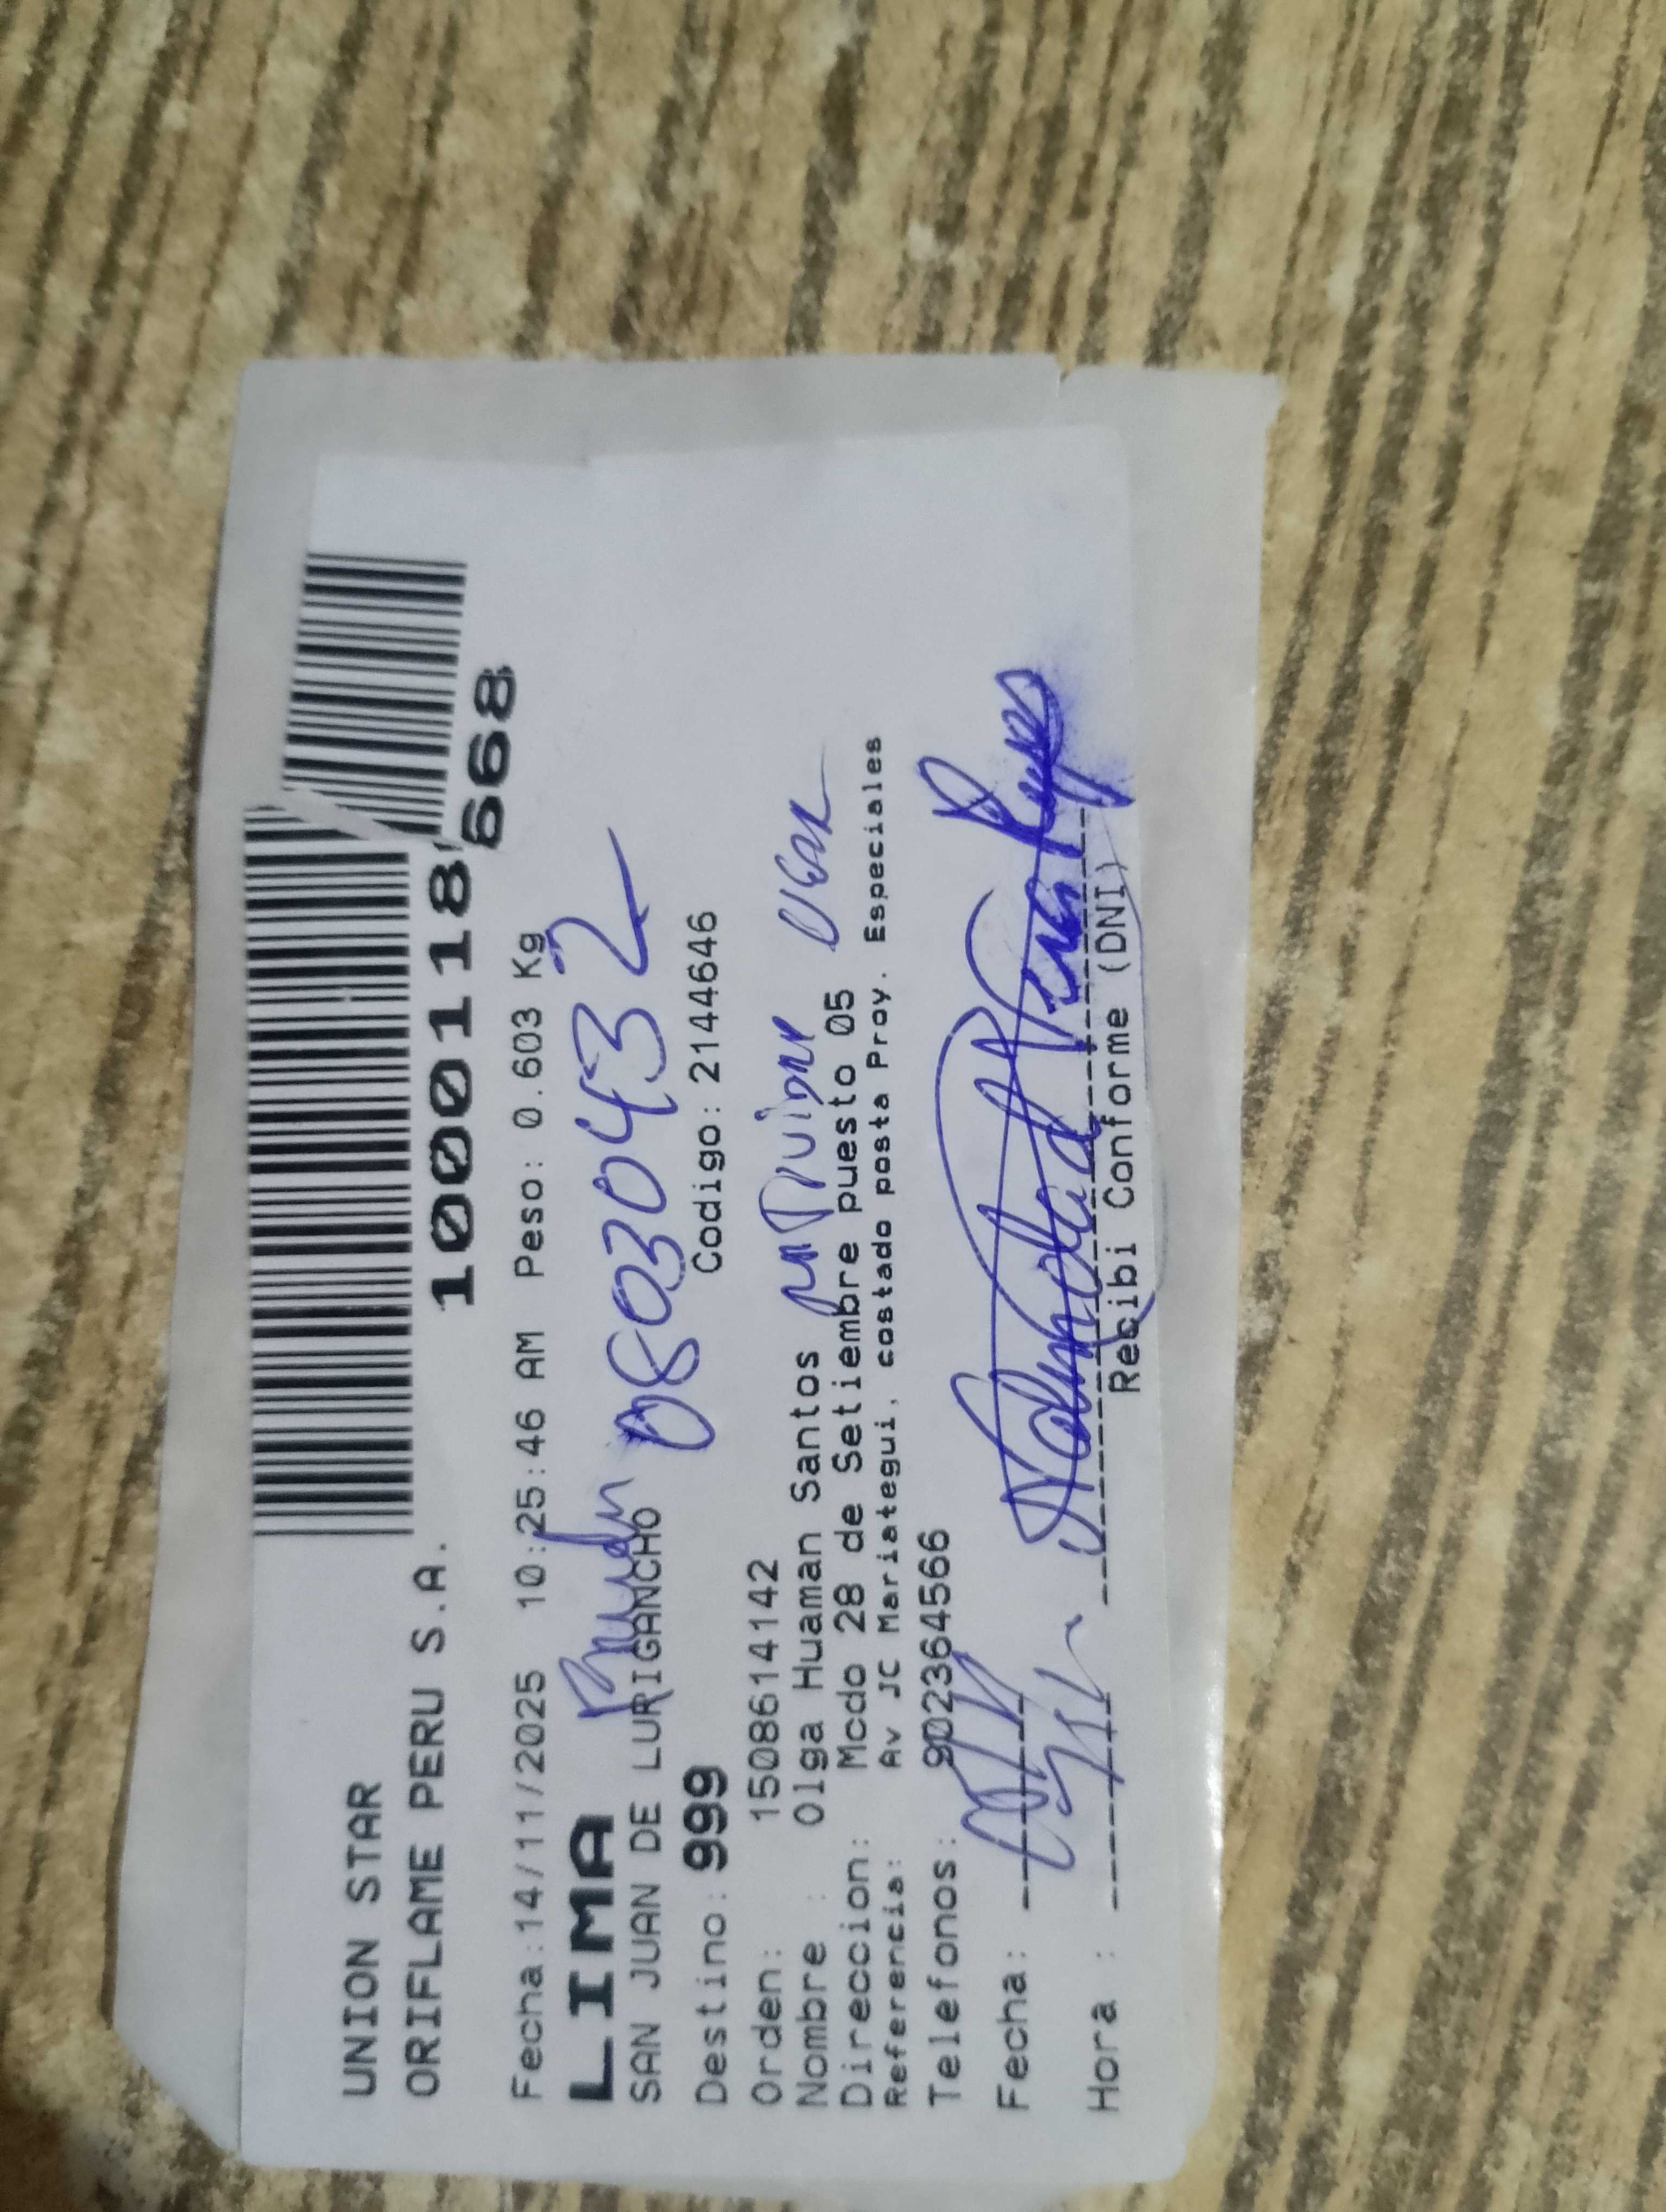 UNION STAR
ORIFLAME PERU S.A.
1000118668
Fecha:14/11/2025 10:25:46 AM Peso: 0.603 Kg
LIMA
SAN JUAN DE LURIGANCHO
08030432
Destino: 999 Codigo: 2144646
Orden: 1508614142
Nombre : Olga Huaman Santos
Direccion: Mcdo 28 de Setiembre puesto 05
Referencia: Av JC Mariategui, costado posta Proy. Especiales
Telefonos: 902364566
Fecha:
Hora :
Recibi Conforme (DNI)